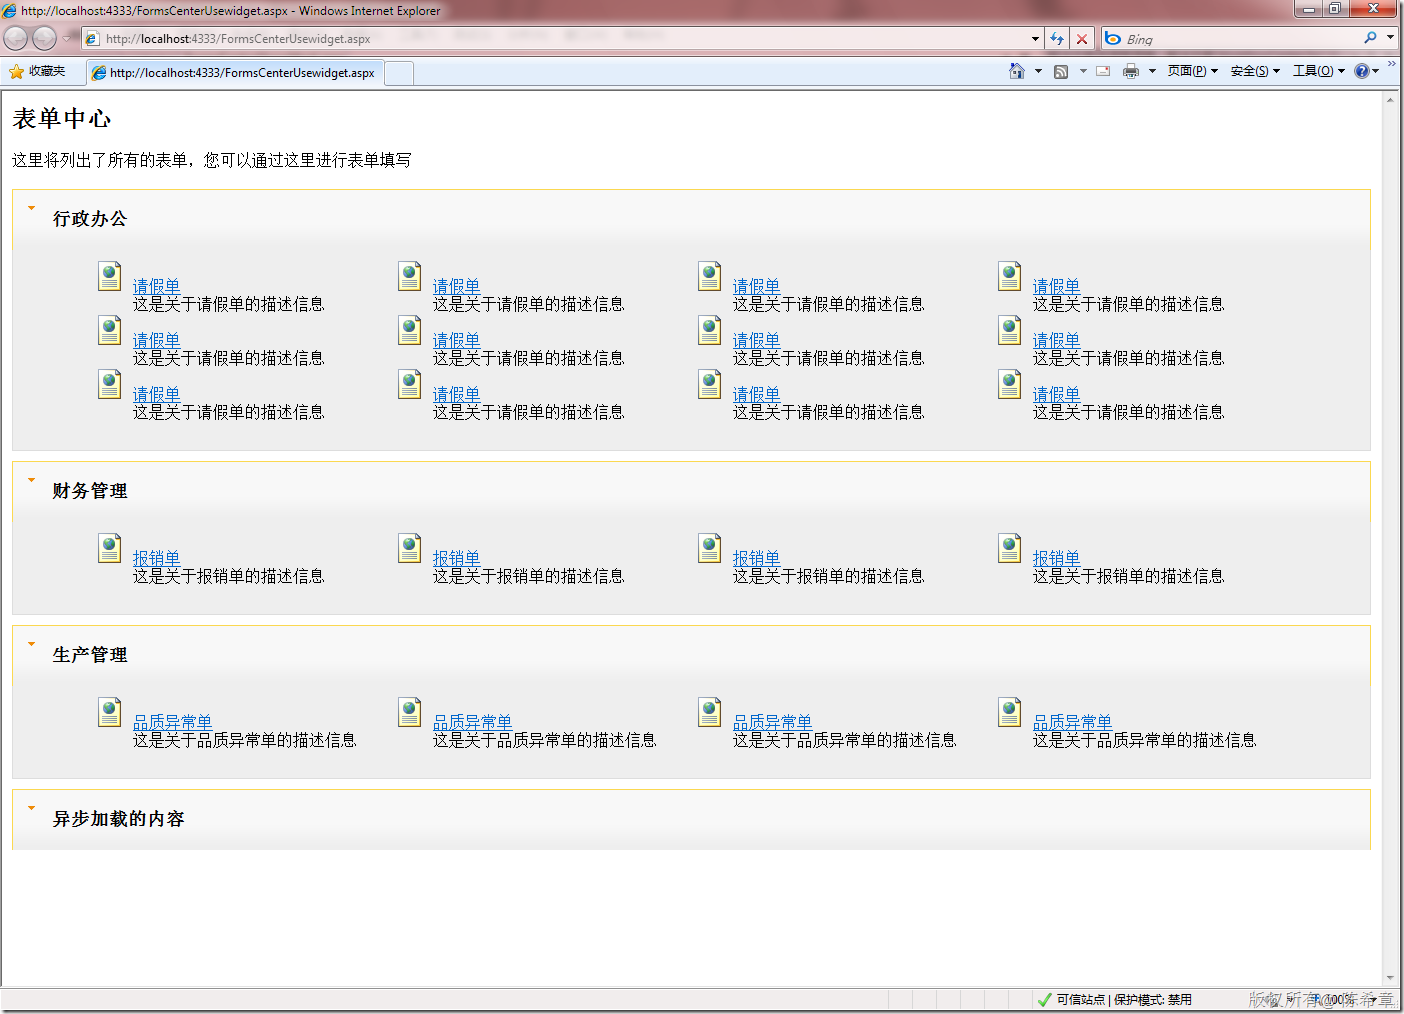 http://localhost:4333/FormsCenterUsewidget.aspx - Windows Internet Explorer
http://localhost:4333/FormsCenterUsewidget.aspx
Bing
收藏夹
http://localhost:4333/FormsCenterUsewidget.aspx
页面(P)
安全(S)
工具(O)
表单中心
这里将列出了所有的表单，您可以通过这里进行表单填写
行政办公
请假单 请假单 请假单 请假单
这是关于请假单的描述信息 这是关于请假单的描述信息 这是关于请假单的描述信息 这是关于请假单的描述信息
请假单 请假单 请假单 请假单
这是关于请假单的描述信息 这是关于请假单的描述信息 这是关于请假单的描述信息 这是关于请假单的描述信息
请假单 请假单 请假单 请假单
这是关于请假单的描述信息 这是关于请假单的描述信息 这是关于请假单的描述信息 这是关于请假单的描述信息
财务管理
报销单 报销单 报销单 报销单
这是关于报销单的描述信息 这是关于报销单的描述信息 这是关于报销单的描述信息 这是关于报销单的描述信息
生产管理
品质异常单 品质异常单 品质异常单 品质异常单
这是关于品质异常单的描述信息 这是关于品质异常单的描述信息 这是关于品质异常单的描述信息 这是关于品质异常单的描述信息
异步加载的内容
可信站点 | 保护模式: 禁用
100%
版权所有@陈希章